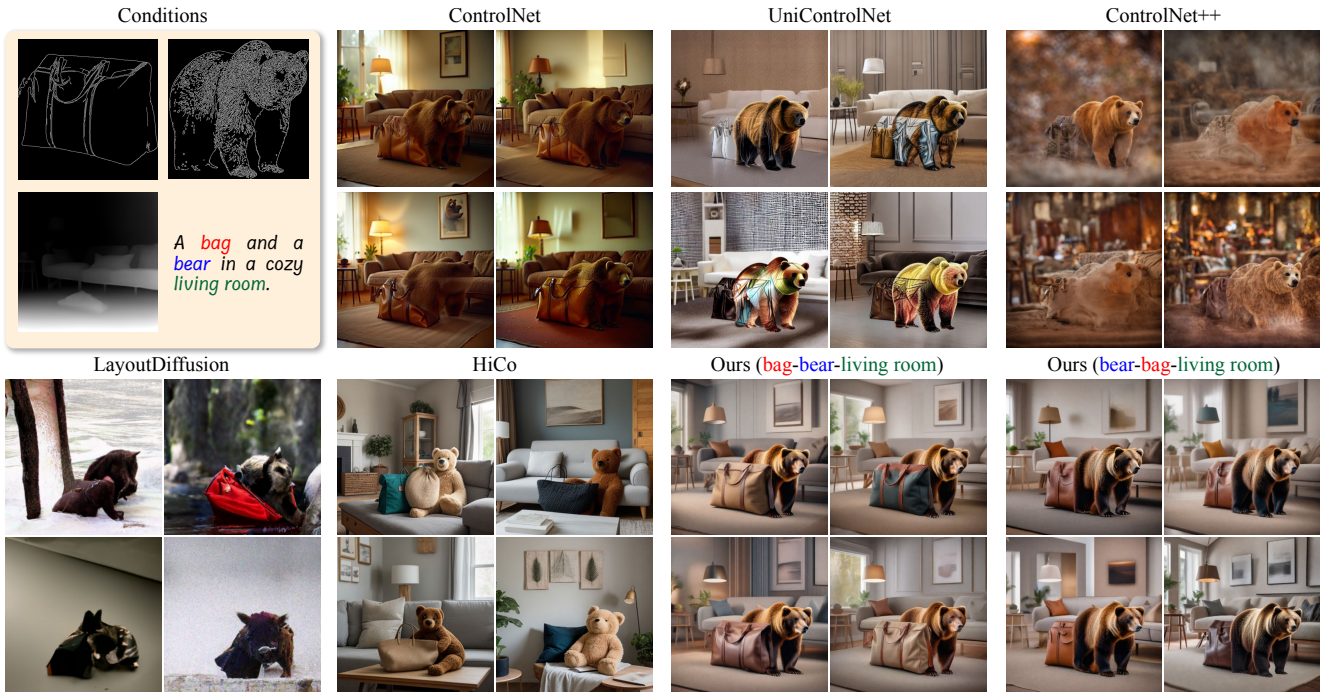 Conditions
ControlNet
UniControlNet
ControlNet++
A bag and a
bear in a cozy
living room.
LayoutDiffusion
HiCo
Ours (bag-bear-living room)
Ours (bear-bag-living room)